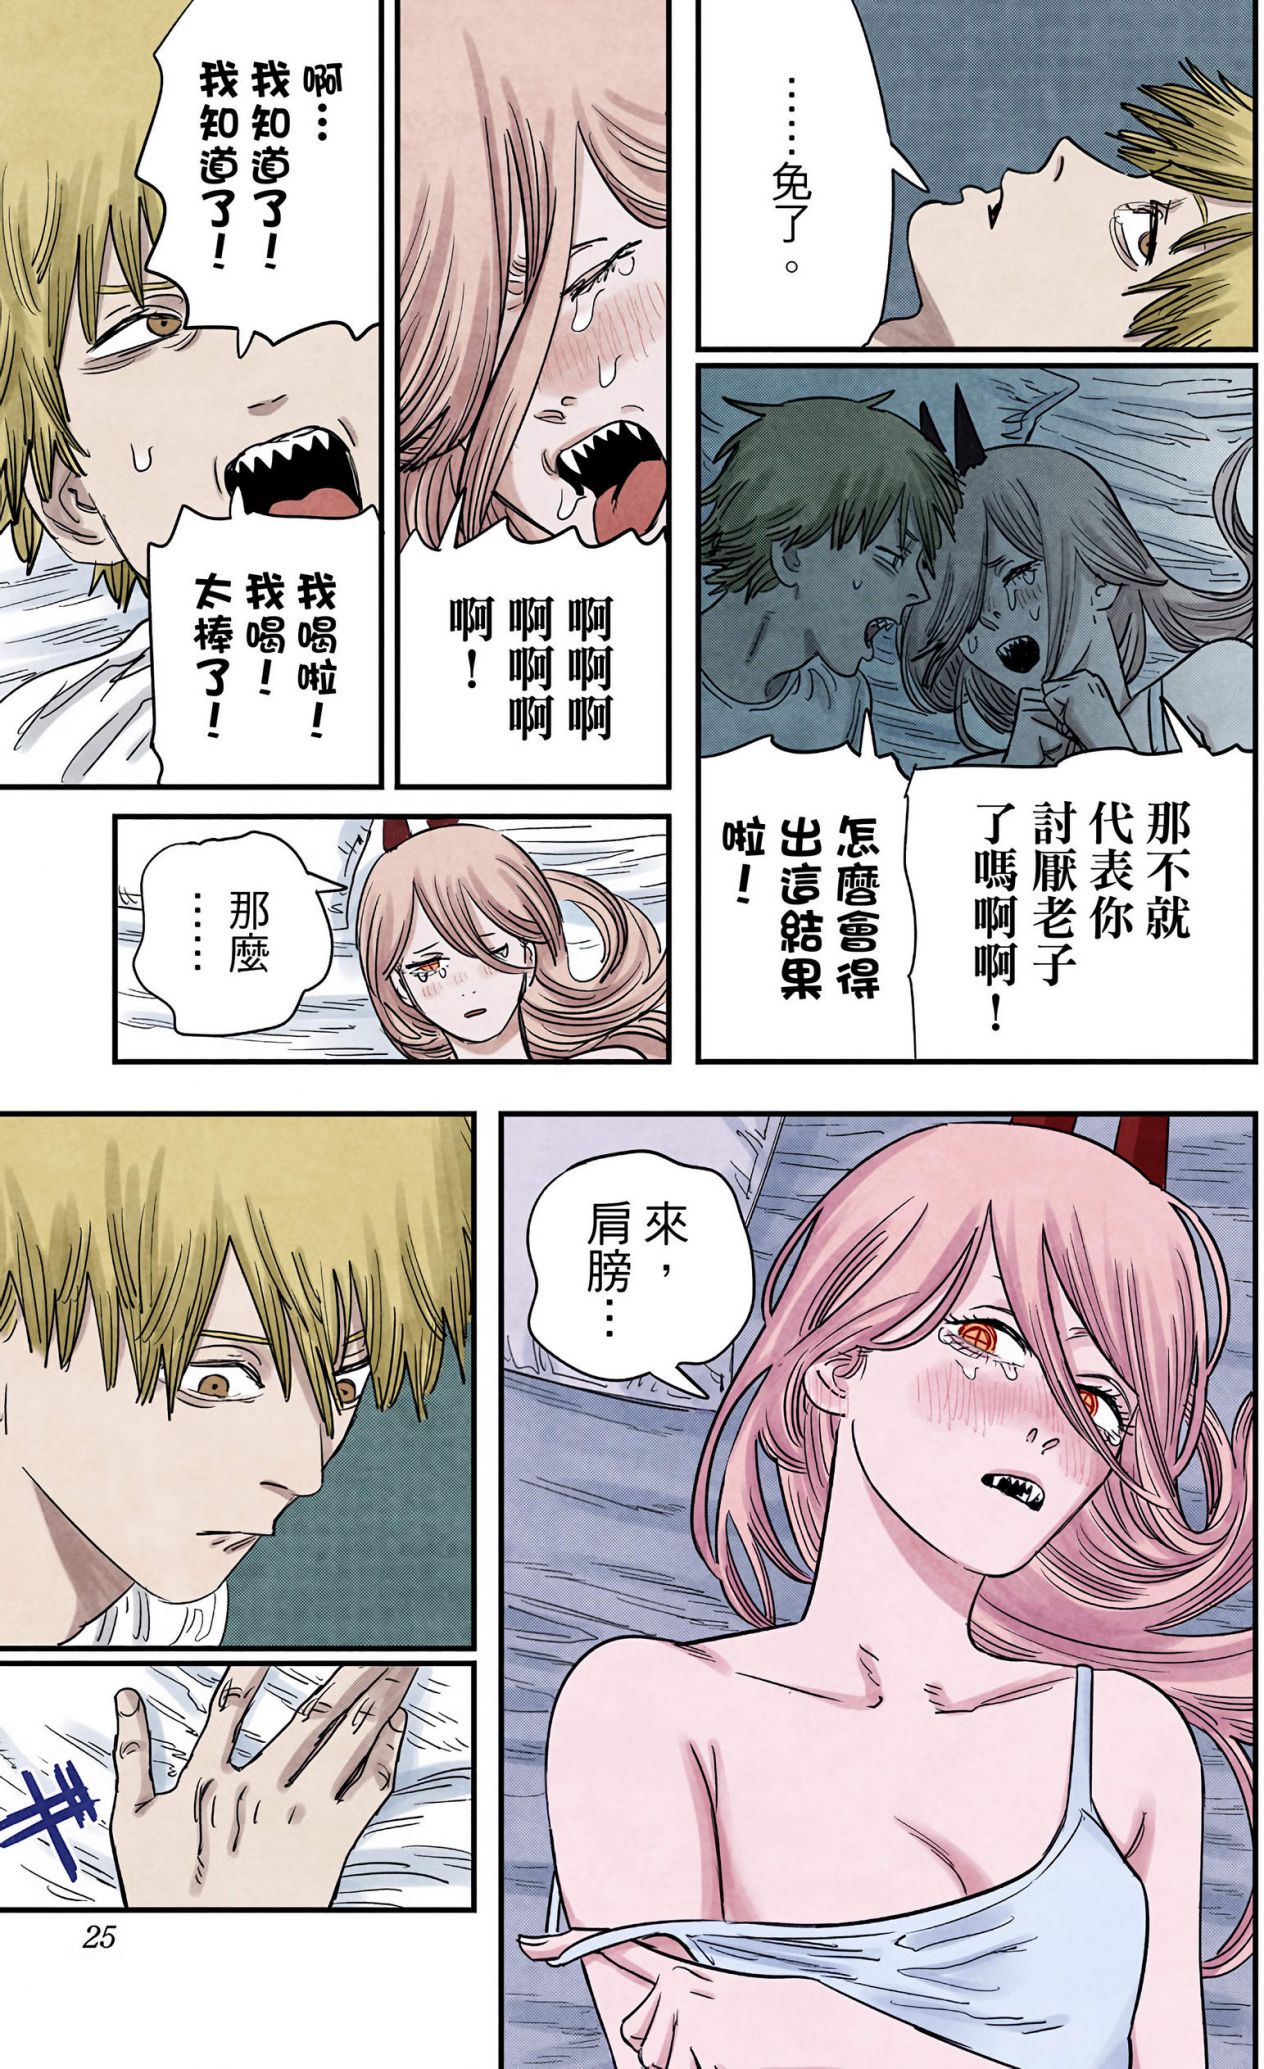 ……免了。
那不就
代表你
討厭老子
了嗎啊啊！
怎麼會得
出這結果
啦！
啊啊啊
啊啊啊
啊！
啊…
我知道了！
我知道了！
我喝啦！
我喝！
太棒了！
那麼
……
來，
肩膀…
25